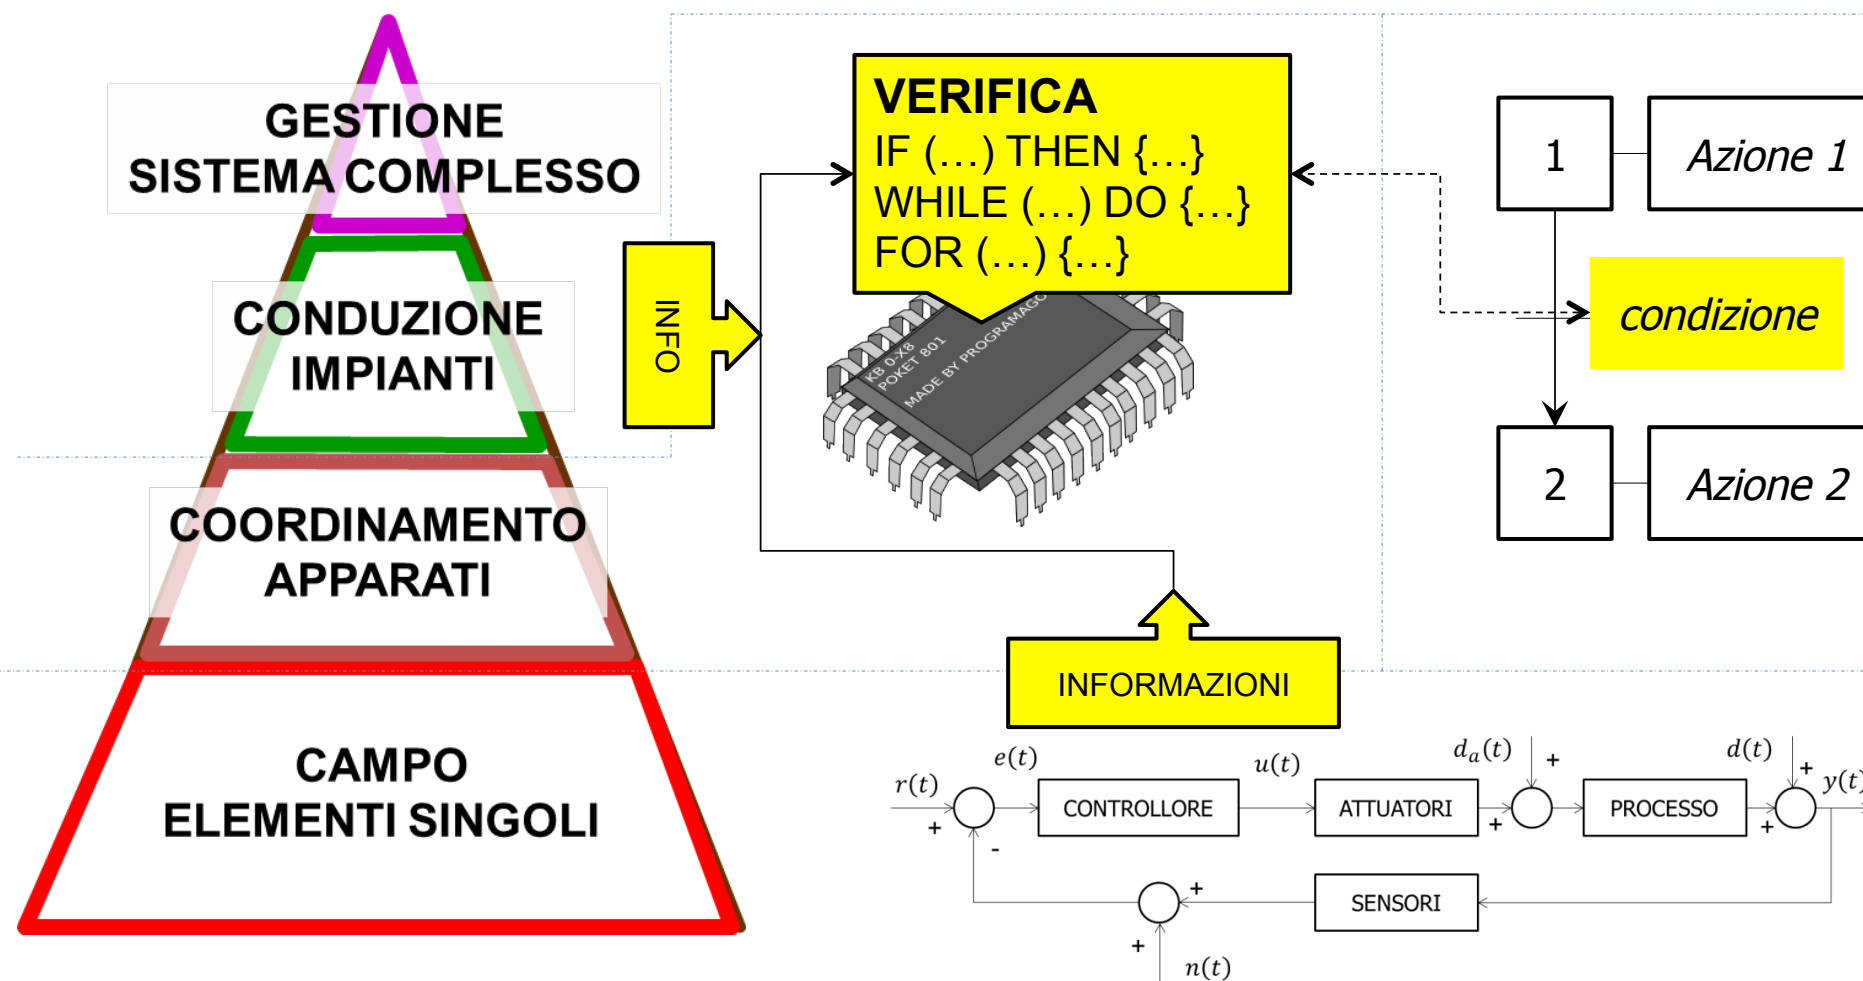 GESTIONE
SISTEMA COMPLESSO
CONDUZIONE
IMPIANTI
COORDINAMENTO
APPARATI
CAMPO
ELEMENTI SINGOLI
INFO
VERIFICA
IF (…) THEN {…}
WHILE (…) DO {…}
FOR (…) {…}
KB 0-X8
POKET 801
MADE BY PROGRAMAGO
1
Azione 1
condizione
2
Azione 2
INFORMAZIONI
r(t)
+
-
e(t)
CONTROLLORE
u(t)
ATTUATORI
d_a(t)
+
+
PROCESSO
d(t)
+
+
y(t)
SENSORI
+
+
n(t)